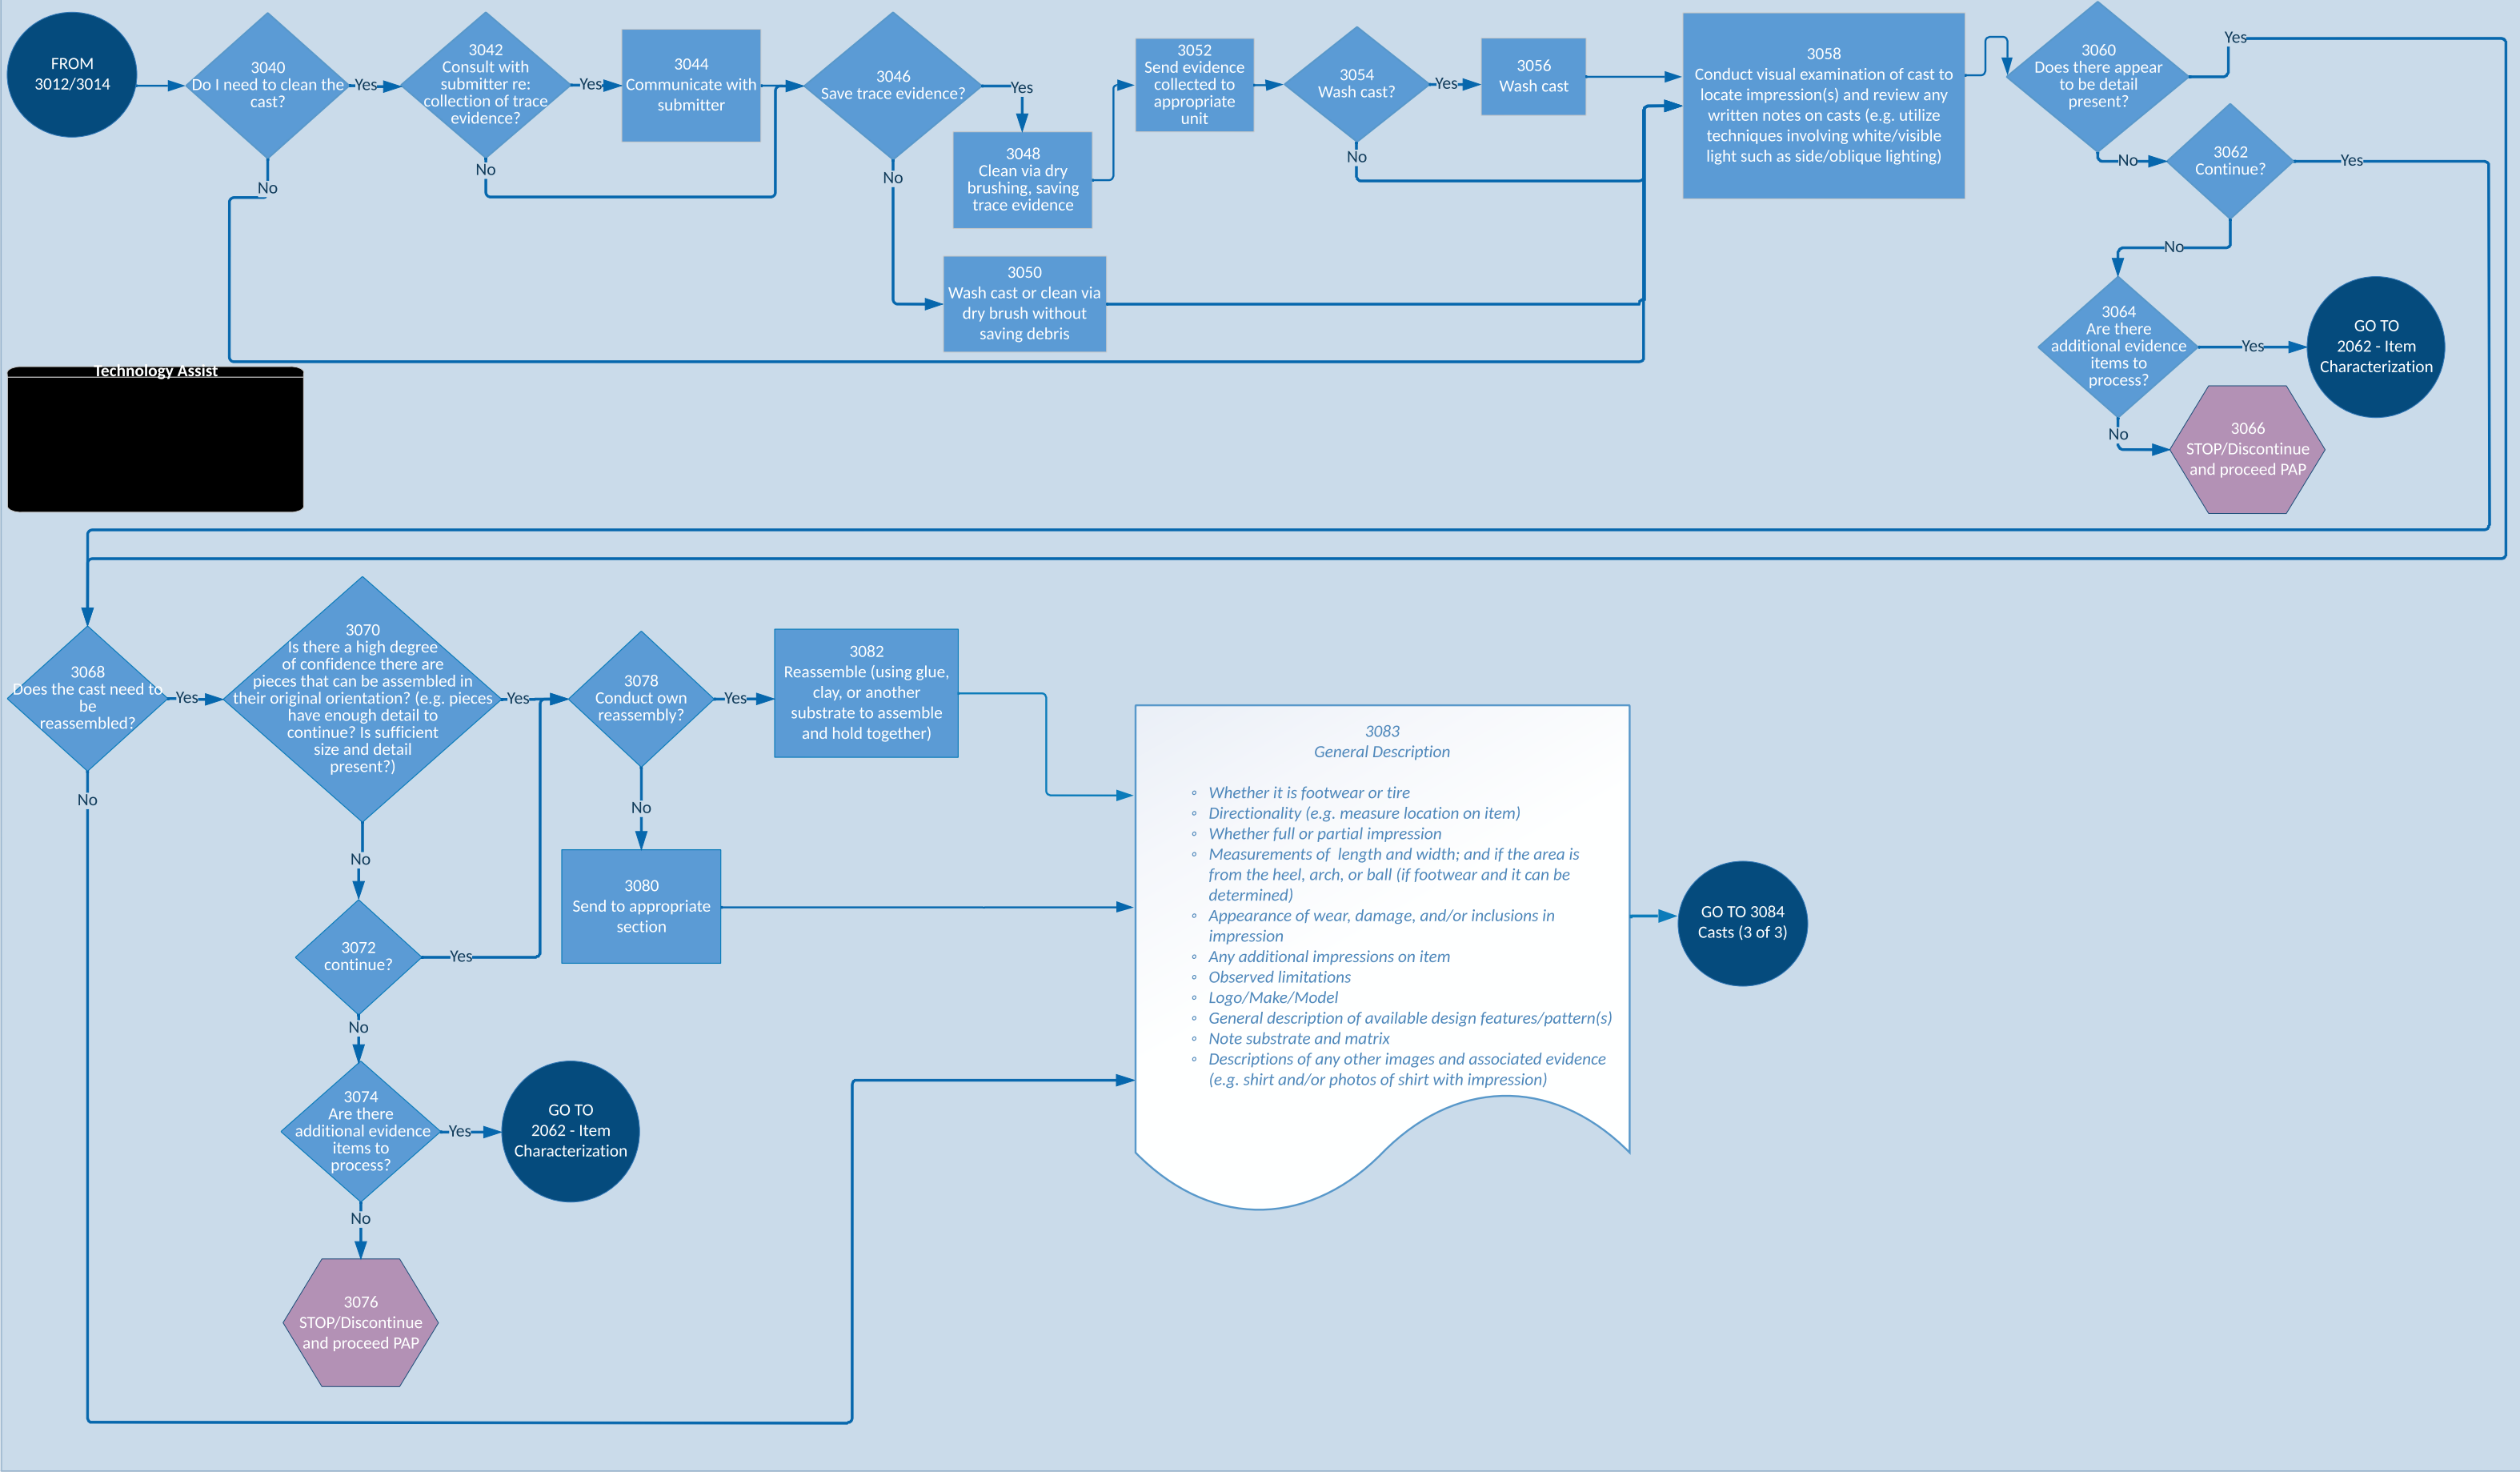 FROM
3012/3014
3040
Do I need to clean the
cast?
Yes
No
3042
Consult with
submitter re:
collection of trace
evidence?
Yes
No
3044
Communicate with
submitter
3046
Save trace evidence?
Yes
No
3048
Clean via dry
brushing, saving
trace evidence
3050
Wash cast or clean via
dry brush without
saving debris
3052
Send evidence
collected to
appropriate
unit
3054
Wash cast?
Yes
No
3056
Wash cast
3058
Conduct visual examination of cast to
locate impression(s) and review any
written notes on casts (e.g. utilize
techniques involving white/visible
light such as side/oblique lighting)
3060
Does there appear
to be detail
present?
Yes
No
3062
Continue?
Yes
No
3064
Are there
additional evidence
items to
process?
Yes
No
GO TO
2062 - Item
Characterization
3066
STOP/Discontinue
and proceed PAP
Technology Assist
3068
Does the cast need to
be
reassembled?
Yes
No
3070
Is there a high degree
of confidence there are
pieces that can be assembled in
their original orientation? (e.g. pieces
have enough detail to
continue? Is sufficient
size and detail
present?)
Yes
No
3072
continue?
Yes
No
3074
Are there
additional evidence
items to
process?
Yes
No
GO TO
2062 - Item
Characterization
3076
STOP/Discontinue
and proceed PAP
3078
Conduct own
reassembly?
Yes
No
3080
Send to appropriate
section
3082
Reassemble (using glue,
clay, or another
substrate to assemble
and hold together)
3083
General Description
◦ Whether it is footwear or tire
◦ Directionality (e.g. measure location on item)
◦ Whether full or partial impression
◦ Measurements of length and width; and if the area is
from the heel, arch, or ball (if footwear and it can be
determined)
◦ Appearance of wear, damage, and/or inclusions in
impression
◦ Any additional impressions on item
◦ Observed limitations
◦ Logo/Make/Model
◦ General description of available design features/pattern(s)
◦ Note substrate and matrix
◦ Descriptions of any other images and associated evidence
(e.g. shirt and/or photos of shirt with impression)
GO TO 3084
Casts (3 of 3)